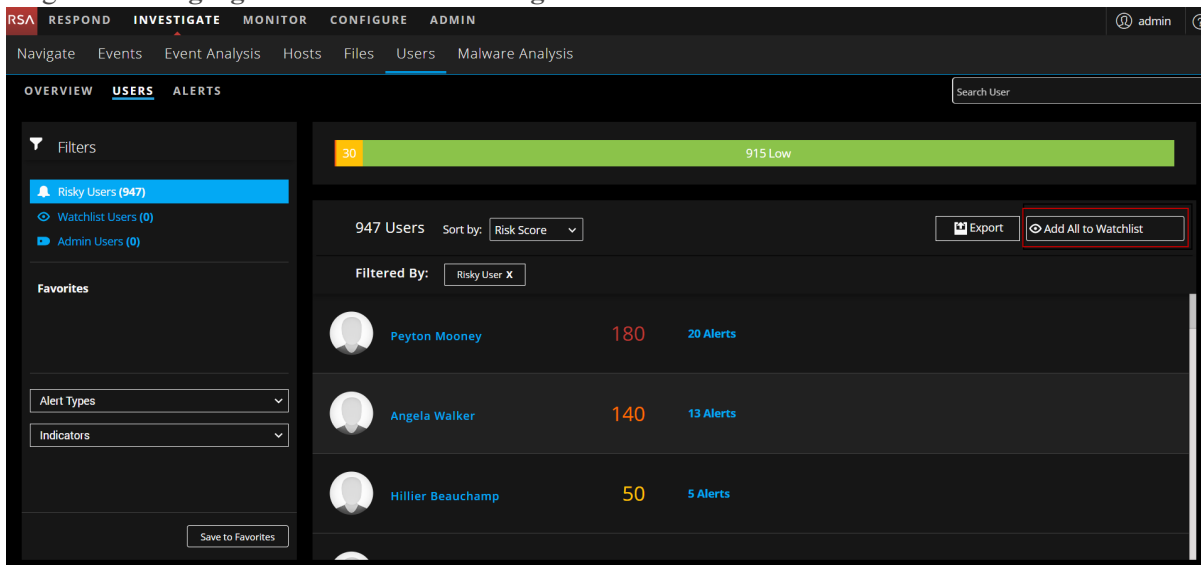 RSA RESPOND INVESTIGATE MONITOR CONFIGURE ADMIN admin
Navigate Events Event Analysis Hosts Files Users Malware Analysis
OVERVIEW USERS ALERTS Search User
Filters
30 915 Low
Risky Users (947)
Watchlist Users (0)
Admin Users (0)
947 Users Sort by: Risk Score Export Add All to Watchlist
Filtered By: Risky User X
Favorites
Peyton Mooney 180 20 Alerts
Alert Types
Angela Walker 140 13 Alerts
Indicators
Hillier Beauchamp 50 5 Alerts
Save to Favorites